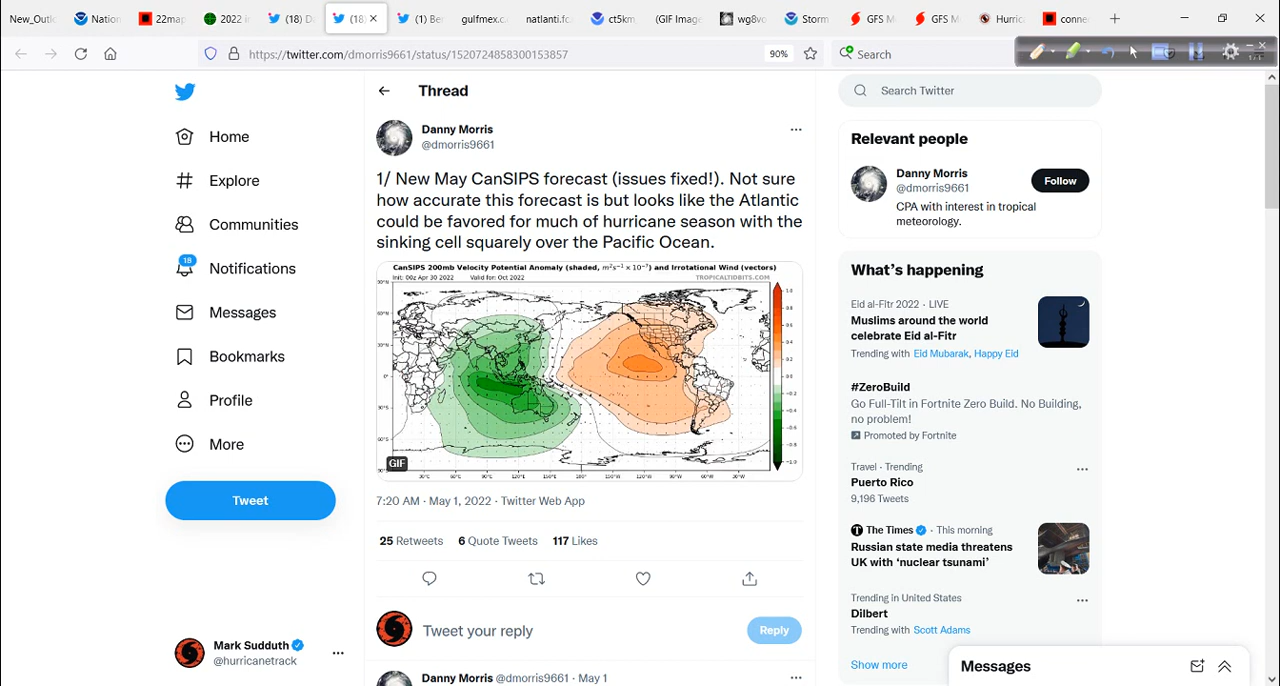 New_Outlo
Nation
22map
2022 i
(18) D
(18)
(1) Be
gulfmex.c
natlanti.fc
ct5km
(GIF Image
wg8vo
Storm
GFS M
GFS M
Hurric
connec
https://twitter.com/dmorris9661/status/1520724858300153857
90%
Search
Home
Explore
Communities
18
Notifications
Messages
Bookmarks
Profile
More
Tweet
Mark Sudduth
@hurricanetrack
Thread
Danny Morris
@dmorris9661
1/ New May CanSIPS forecast (issues fixed!). Not sure
how accurate this forecast is but looks like the Atlantic
could be favored for much of hurricane season with the
sinking cell squarely over the Pacific Ocean.
CanSIPS 200mb Velocity Potential Anomaly (shaded, m²s⁻¹ × 10⁻⁷) and Irrotational Wind (vectors)
Init: 00z Apr 30 2022 Valid for: Oct 2022 TROPICALTIDBITS.COM
GIF
7:20 AM · May 1, 2022 · Twitter Web App
25 Retweets 6 Quote Tweets 117 Likes
Tweet your reply
Reply
Danny Morris @dmorris9661 · May 1
Search Twitter
Relevant people
Danny Morris
@dmorris9661
Follow
CPA with interest in tropical
meteorology.
What's happening
Eid al-Fitr 2022 · LIVE
Muslims around the world
celebrate Eid al-Fitr
Trending with Eid Mubarak, Happy Eid
#ZeroBuild
Go Full-Tilt in Fortnite Zero Build. No Building,
no problem!
Promoted by Fortnite
Travel · Trending
Puerto Rico
9,196 Tweets
The Times · This morning
Russian state media threatens
UK with 'nuclear tsunami'
Trending in United States
Dilbert
Trending with Scott Adams
Show more
Messages